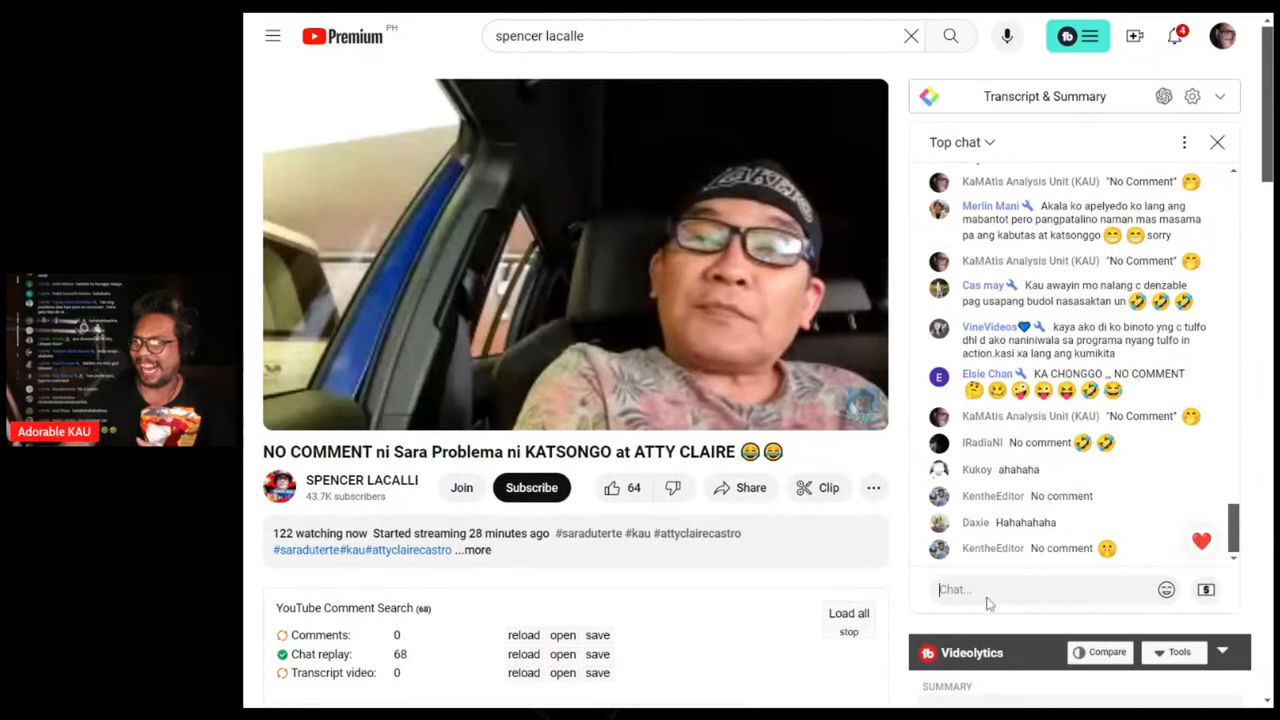 Premium PH
spencer lacalle
4
Transcript & Summary
Top chat
KaMAtis Analysis Unit (KAU) "No Comment"
Merlin Mani Akala ko apelyedo ko lang ang
mabantot pero pangpatalino naman mas masama
pa ang kabutas at katsonggo sorry
KaMAtis Analysis Unit (KAU) "No Comment"
Cas may Kau awayin mo nalang c denzable
pag usapang budol nasasaktan un
VineVideos kaya ako di ko binoto yng c tulfo
dhl d ako naniniwala sa programa nyang tulfo in
action.kasi xa lang ang kumikita
Elsie Chan KA CHONGGO ,,, NO COMMENT
KaMAtis Analysis Unit (KAU) "No Comment"
IRadiaNI No comment
Kukoy ahahaha
KentheEditor No comment
Daxie Hahahahaha
KentheEditor No comment
Chat...
Adorable KAU
NO COMMENT ni Sara Problema ni KATSONGO at ATTY CLAIRE
SPENCER LACALLI
43.7K subscribers
Join
Subscribe
64
Share
Clip
122 watching now Started streaming 28 minutes ago #saraduterte #kau #attyclairecastro
#saraduterte#kau#attyclairecastro ...more
YouTube Comment Search (68)
Load all
stop
Comments: 0 reload open save
Chat replay: 68 reload open save
Transcript video: 0 reload open save
Videolytics
Compare
Tools
SUMMARY